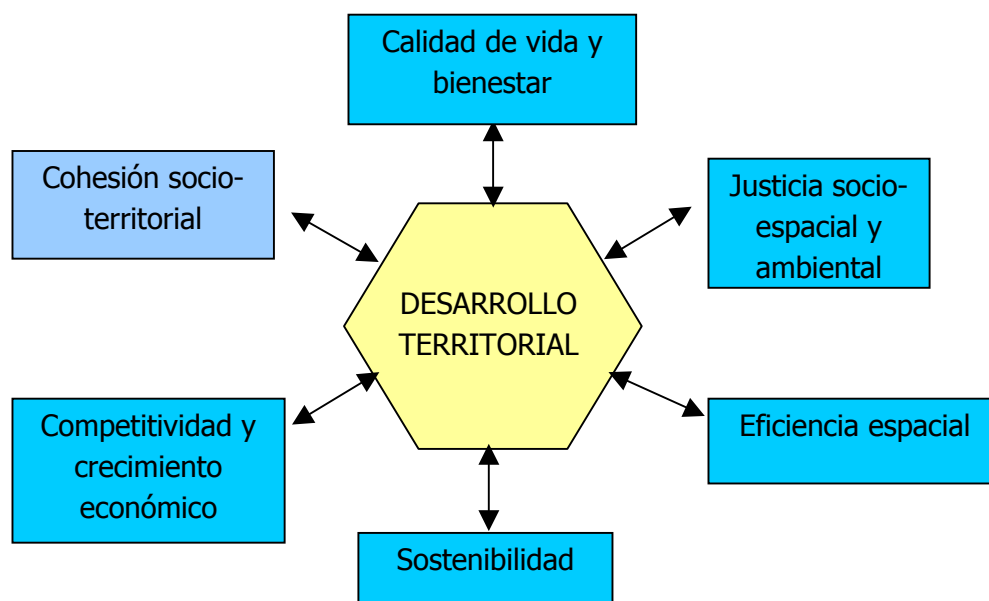 Calidad de vida y
bienestar
Cohesión socio-
territorial
Justicia socio-
espacial y
ambiental
DESARROLLO
TERRITORIAL
Competitividad y
crecimiento
económico
Eficiencia espacial
Sostenibilidad